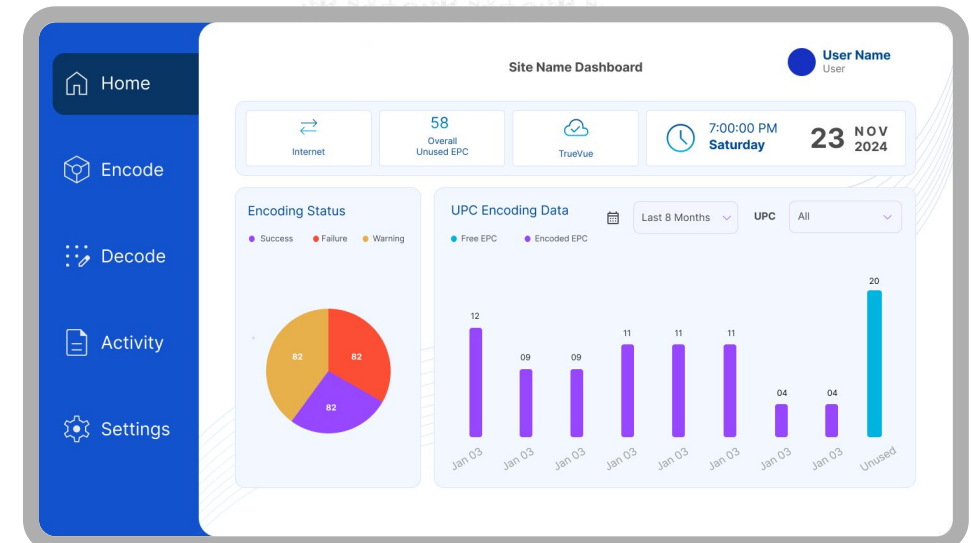 Site Name Dashboard
User Name
User
Home
Encode
Decode
Activity
Settings
Internet
58
Overall
Unused EPC
TrueVue
7:00:00 PM
Saturday
23
NOV
2024
Encoding Status
Success
Failure
Warning
82
82
82
UPC Encoding Data
Last 8 Months
UPC
All
Free EPC
Encoded EPC
12
09
09
11
11
11
04
04
20
Jan 03
Jan 03
Jan 03
Jan 03
Jan 03
Jan 03
Jan 03
Jan 03
Unused